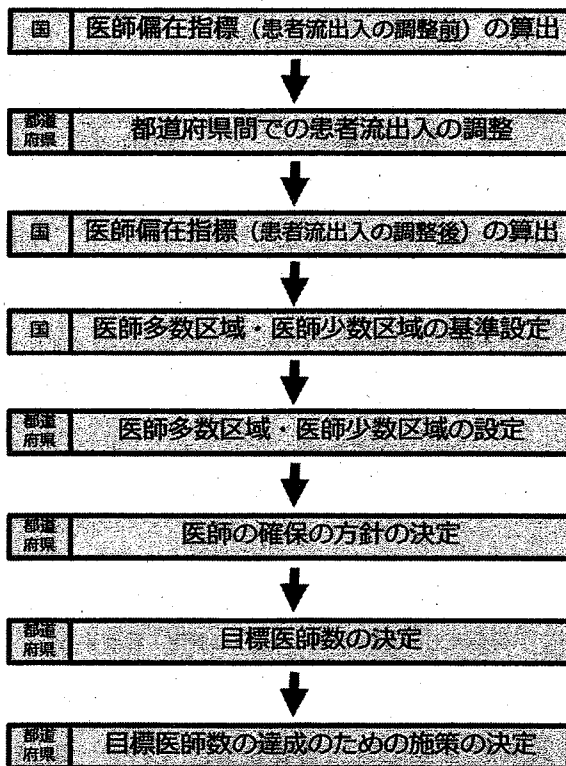 国 医師偏在指標（患者流出入の調整前）の算出
都道府県 都道府県間での患者流出入の調整
国 医師偏在指標（患者流出入の調整後）の算出
国 医師多数区域・医師少数区域の基準設定
都道府県 医師多数区域・医師少数区域の設定
都道府県 医師の確保の方針の決定
都道府県 目標医師数の決定
都道府県 目標医師数の達成のための施策の決定